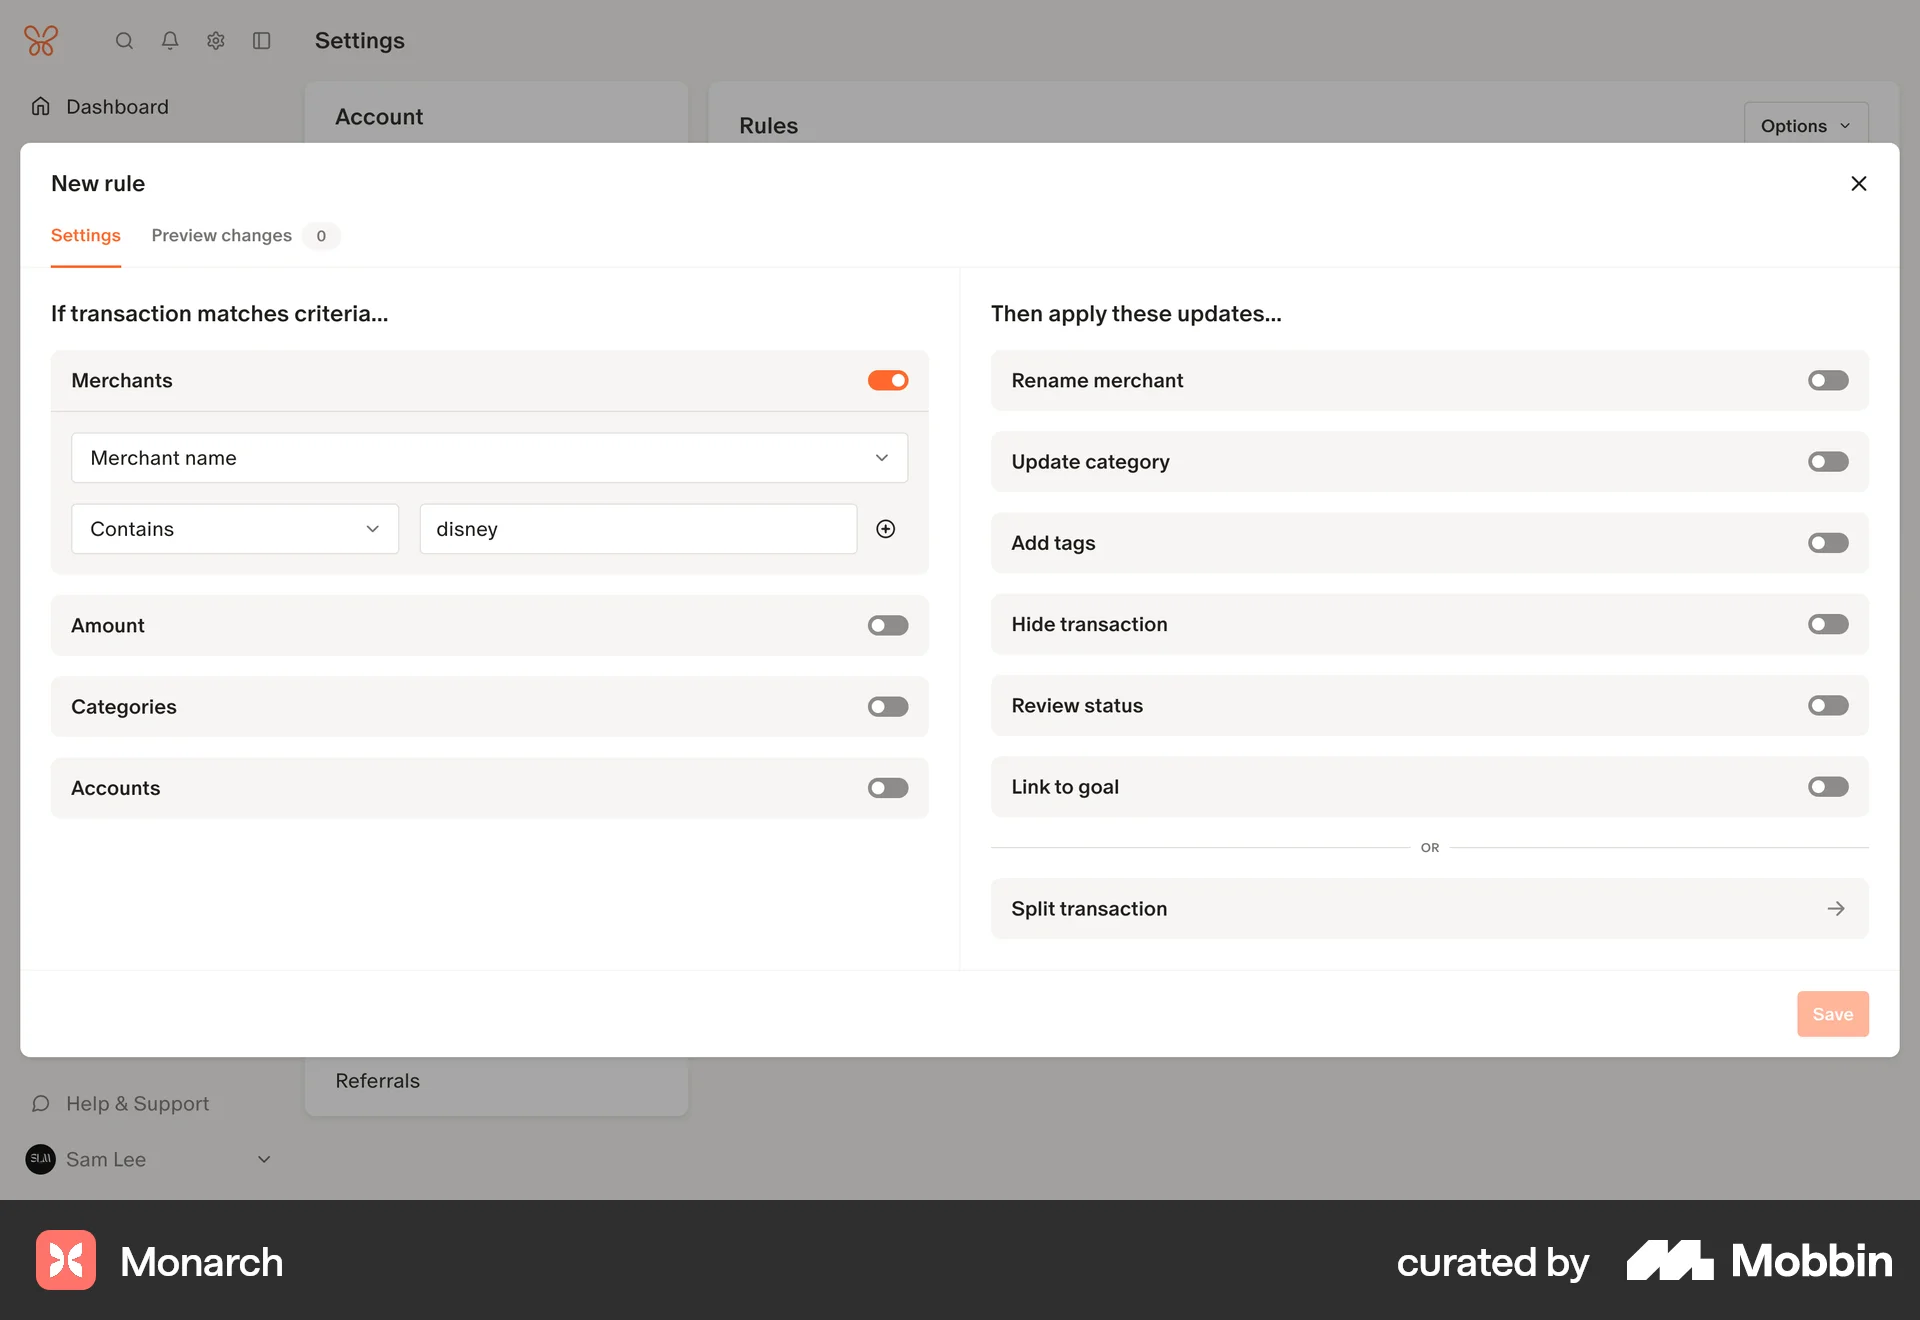 Settings
Dashboard
Account
Rules
Options
New rule
Settings
Preview changes 0
If transaction matches criteria...
Merchants
Merchant name
Contains
disney
Amount
Categories
Accounts
Then apply these updates...
Rename merchant
Update category
Add tags
Hide transaction
Review status
Link to goal
OR
Split transaction
Save
Referrals
Help & Support
SLM
Sam Lee
Monarch
curated by
Mobbin